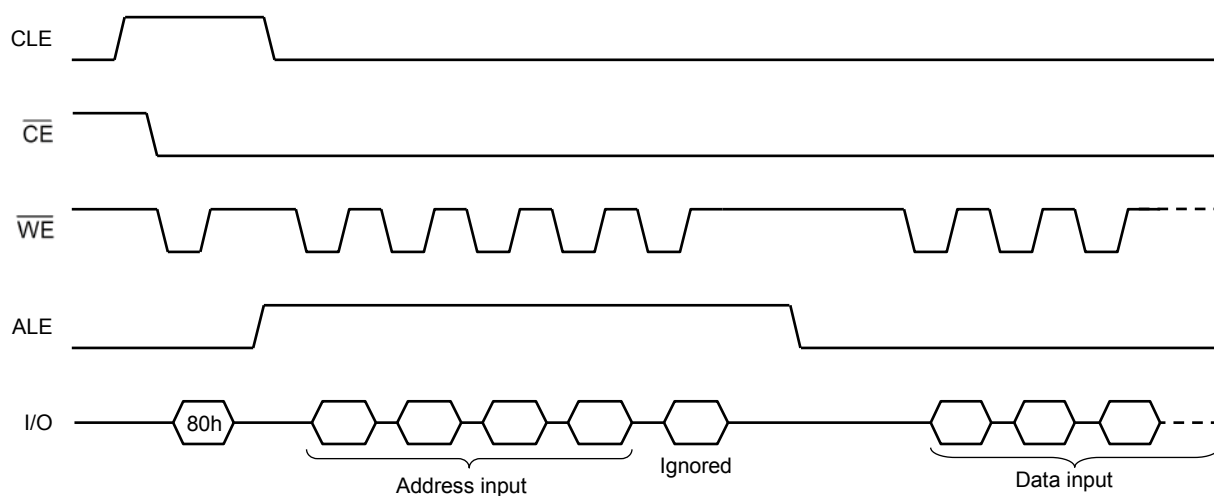 CLE
CE
WE
ALE
I/O
80h
Address input
Ignored
Data input